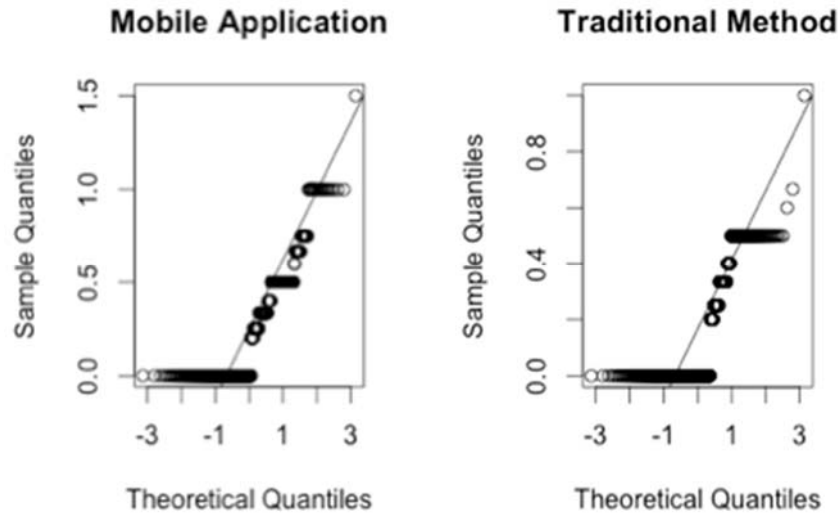 Mobile Application
Sample Quantiles
1.5
1.0
0.5
0.0
-3 -1 1 3
Theoretical Quantiles
Traditional Method
Sample Quantiles
0.8
0.4
0.0
-3 -1 1 3
Theoretical Quantiles